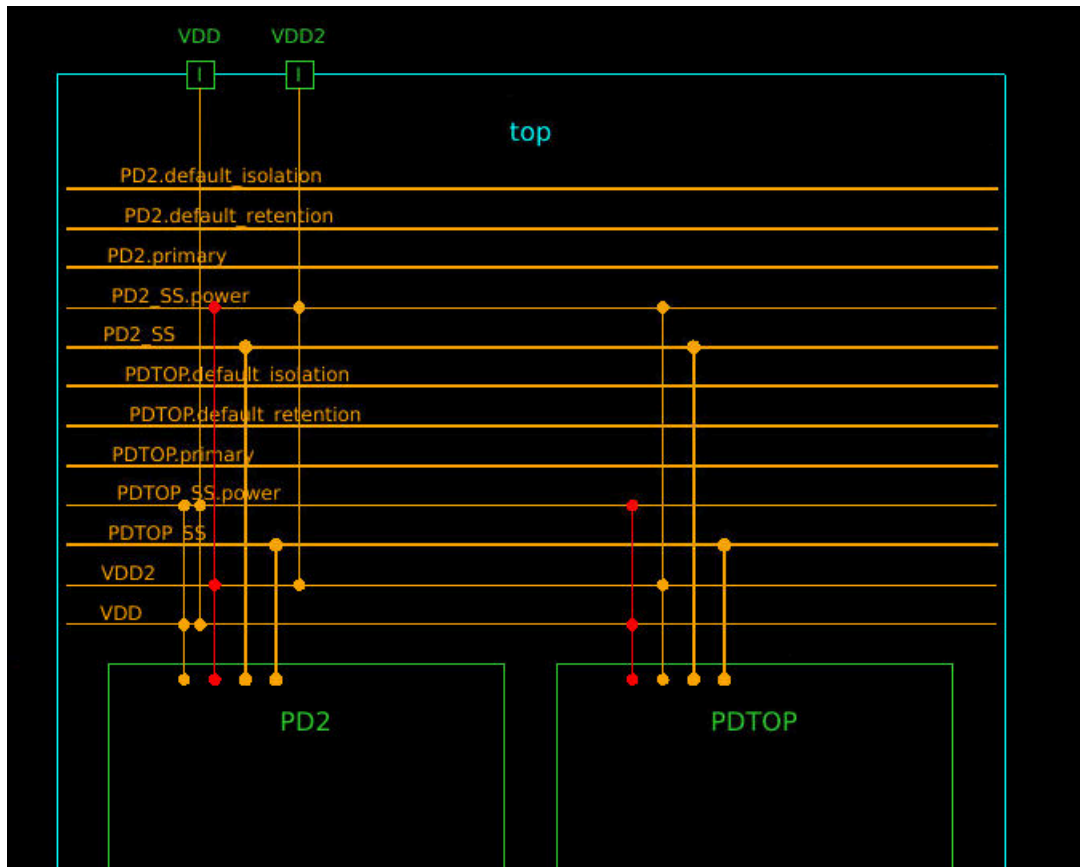 VDD VDD2
I I
top
PD2.default_isolation
PD2.default_retention
PD2.primary
PD2_SS.power
PD2_SS
PDTOP.default_isolation
PDTOP.default_retention
PDTOP.primary
PDTOP_SS.power
PDTOP_SS
VDD2
VDD
PD2 PDTOP